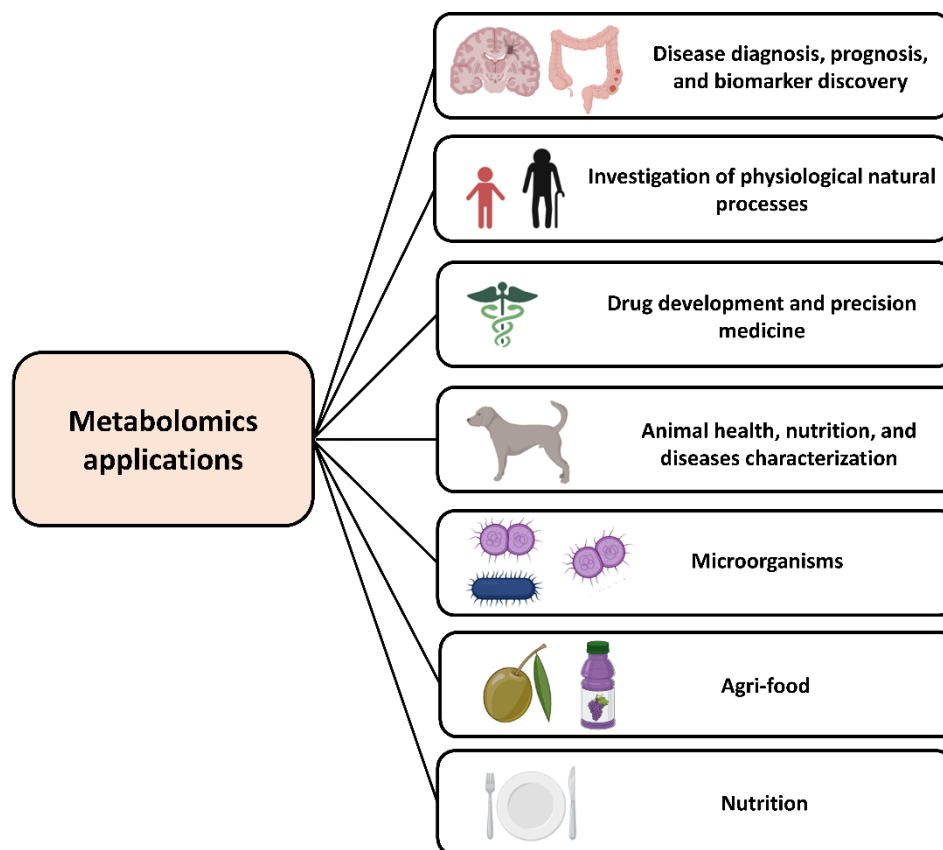 Disease diagnosis, prognosis,
and biomarker discovery
Investigation of physiological natural
processes
Drug development and precision
medicine
Metabolomics
applications
Animal health, nutrition, and
diseases characterization
Microorganisms
Agri-food
Nutrition